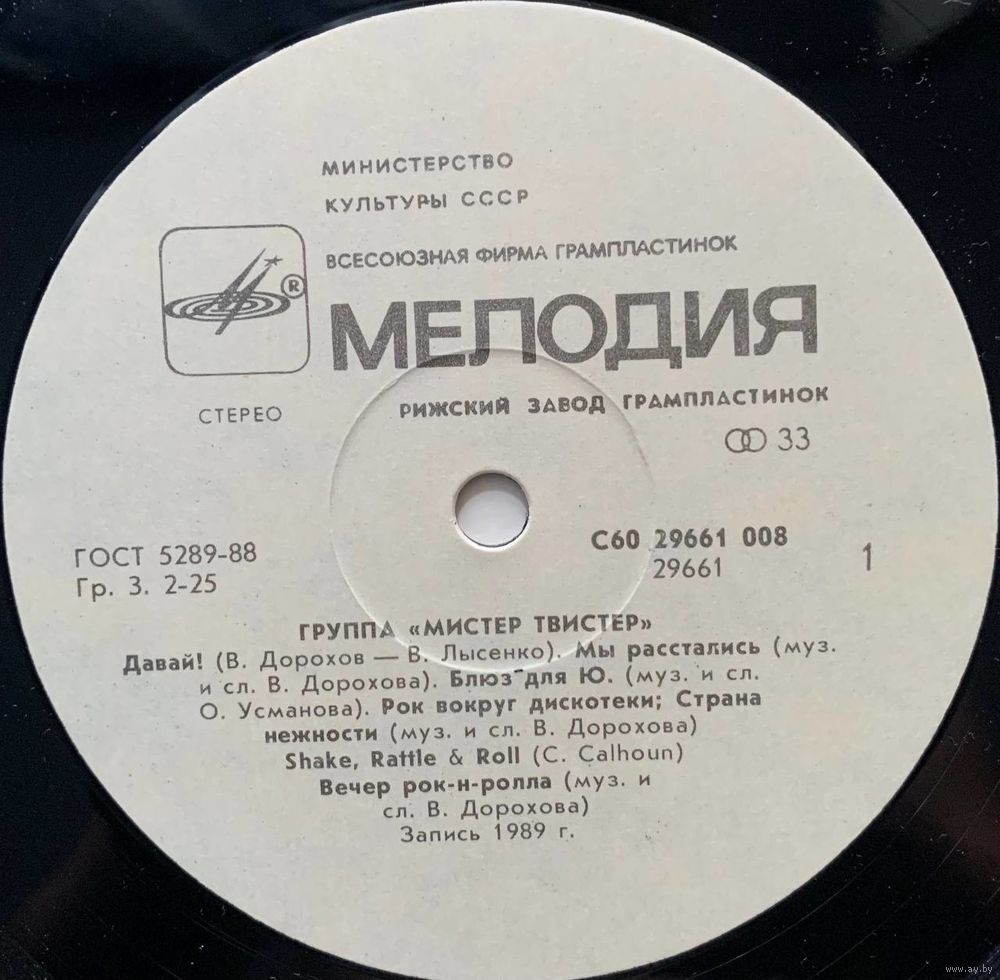 МИНИСТЕРСТВО
КУЛЬТУРЫ СССР
ВСЕСОЮЗНАЯ ФИРМА ГРАМПЛАСТИНОК
®
МЕЛОДИЯ
СТЕРЕО
РИЖСКИЙ ЗАВОД ГРАМПЛАСТИНОК
33
ГОСТ 5289-88
Гр. 3. 2-25
С60 29661 008
29661
1
ГРУППА «МИСТЕР ТВИСТЕР»
Давай! (В. Дорохов — В. Лысенко). Мы расстались (муз.
и сл. В. Дорохова). Блюз для Ю. (муз. и сл.
О. Усманова). Рок вокруг дискотеки; Страна
нежности (муз. и сл. В. Дорохова)
Shake, Rattle & Roll (C. Calhoun)
Вечер рок-н-ролла (муз. и
сл. В. Дорохова)
Запись 1989 г.
www.ay.by